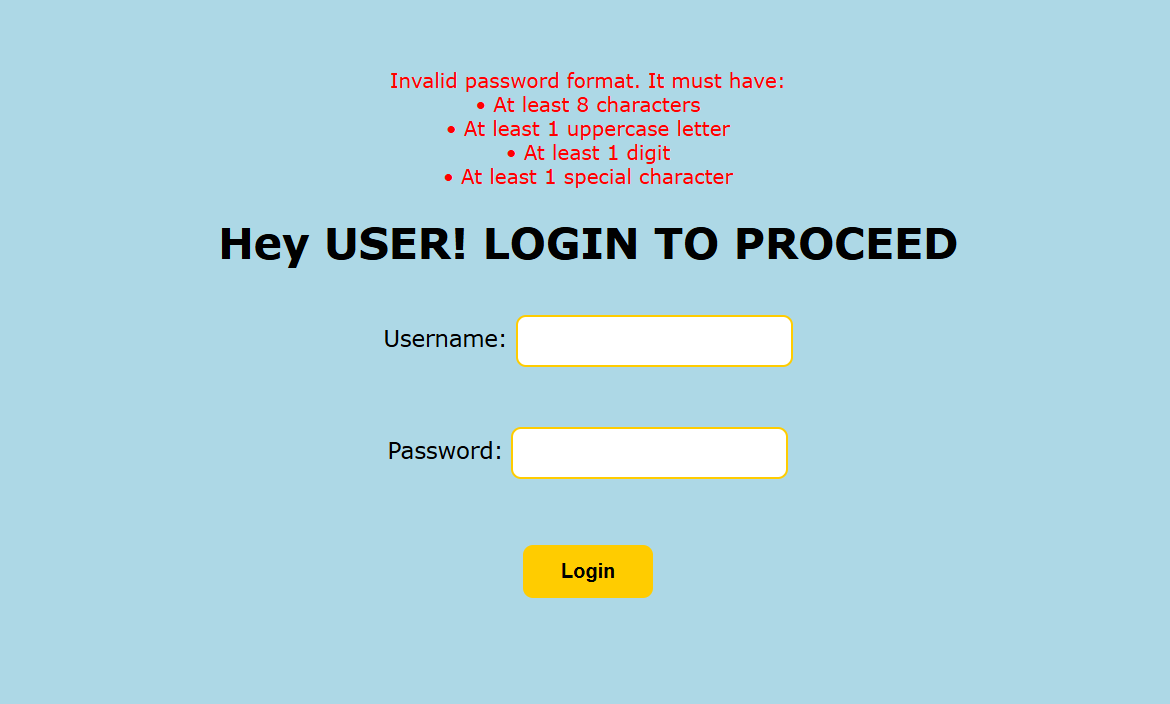 Invalid password format. It must have:
• At least 8 characters
• At least 1 uppercase letter
• At least 1 digit
• At least 1 special character
Hey USER! LOGIN TO PROCEED
Username:
Password:
Login